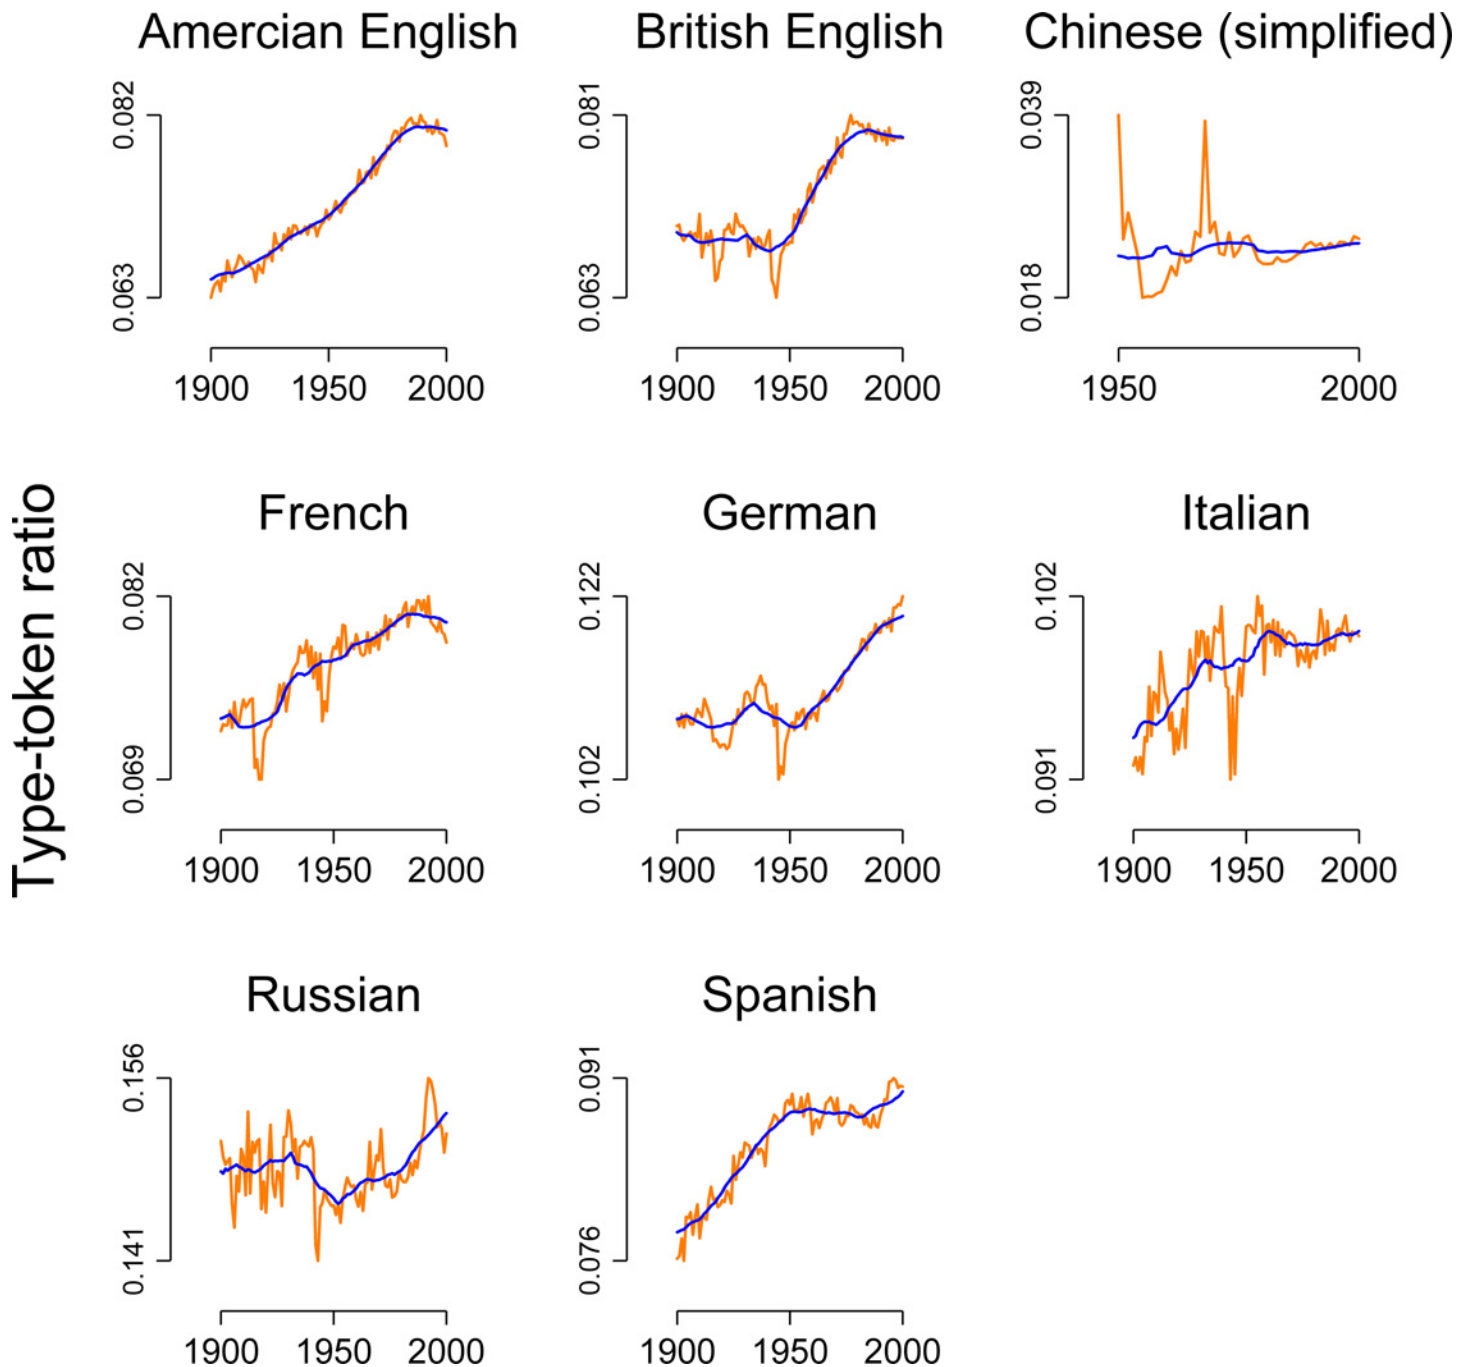 Amercian English
British English
Chinese (simplified)
0.082
0.063
1900 1950 2000
0.081
0.063
1900 1950 2000
0.039
0.018
1950 2000
Type-token ratio
French
German
Italian
0.082
0.069
1900 1950 2000
0.122
0.102
1900 1950 2000
0.102
0.091
1900 1950 2000
Russian
Spanish
0.156
0.141
1900 1950 2000
0.091
0.076
1900 1950 2000